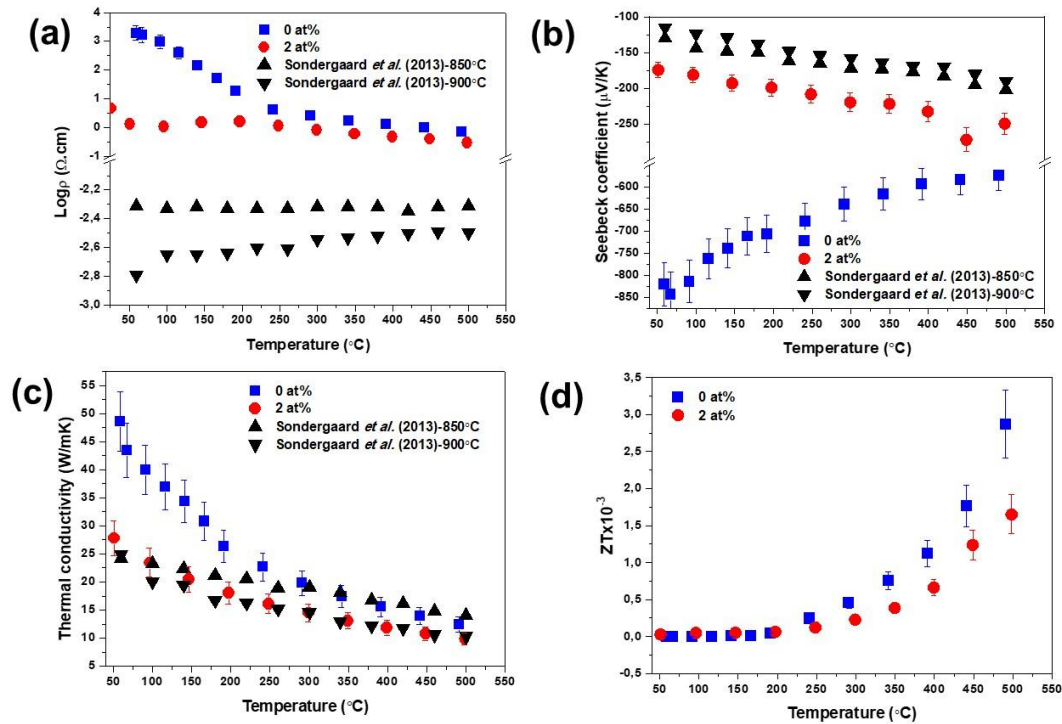 (a)
0 at%
2 at%
Sondergaard et al. (2013)-850°C
Sondergaard et al. (2013)-900°C
Logρ (Ω.cm)
4
3
2
1
0
-1
-2,2
-2,4
-2,6
-2,8
-3,0
50 100 150 200 250 300 350 400 450 500 550
Temperature (°C)
(b)
Seebeck coefficient (µV/K)
-100
-150
-200
-250
-600
-650
-700
-750
-800
-850
0 at%
2 at%
Sondergaard et al. (2013)-850°C
Sondergaard et al. (2013)-900°C
50 100 150 200 250 300 350 400 450 500 550
Temperature (°C)
(c)
Thermal conductivity (W/mK)
55
50
45
40
35
30
25
20
15
10
5
0 at%
2 at%
Sondergaard et al. (2013)-850°C
Sondergaard et al. (2013)-900°C
50 100 150 200 250 300 350 400 450 500 550
Temperature (°C)
(d)
ZTx10-3
3,5
3,0
2,5
2,0
1,5
1,0
0,5
0,0
-0,5
0 at%
2 at%
50 100 150 200 250 300 350 400 450 500 550
Temperature (°C)